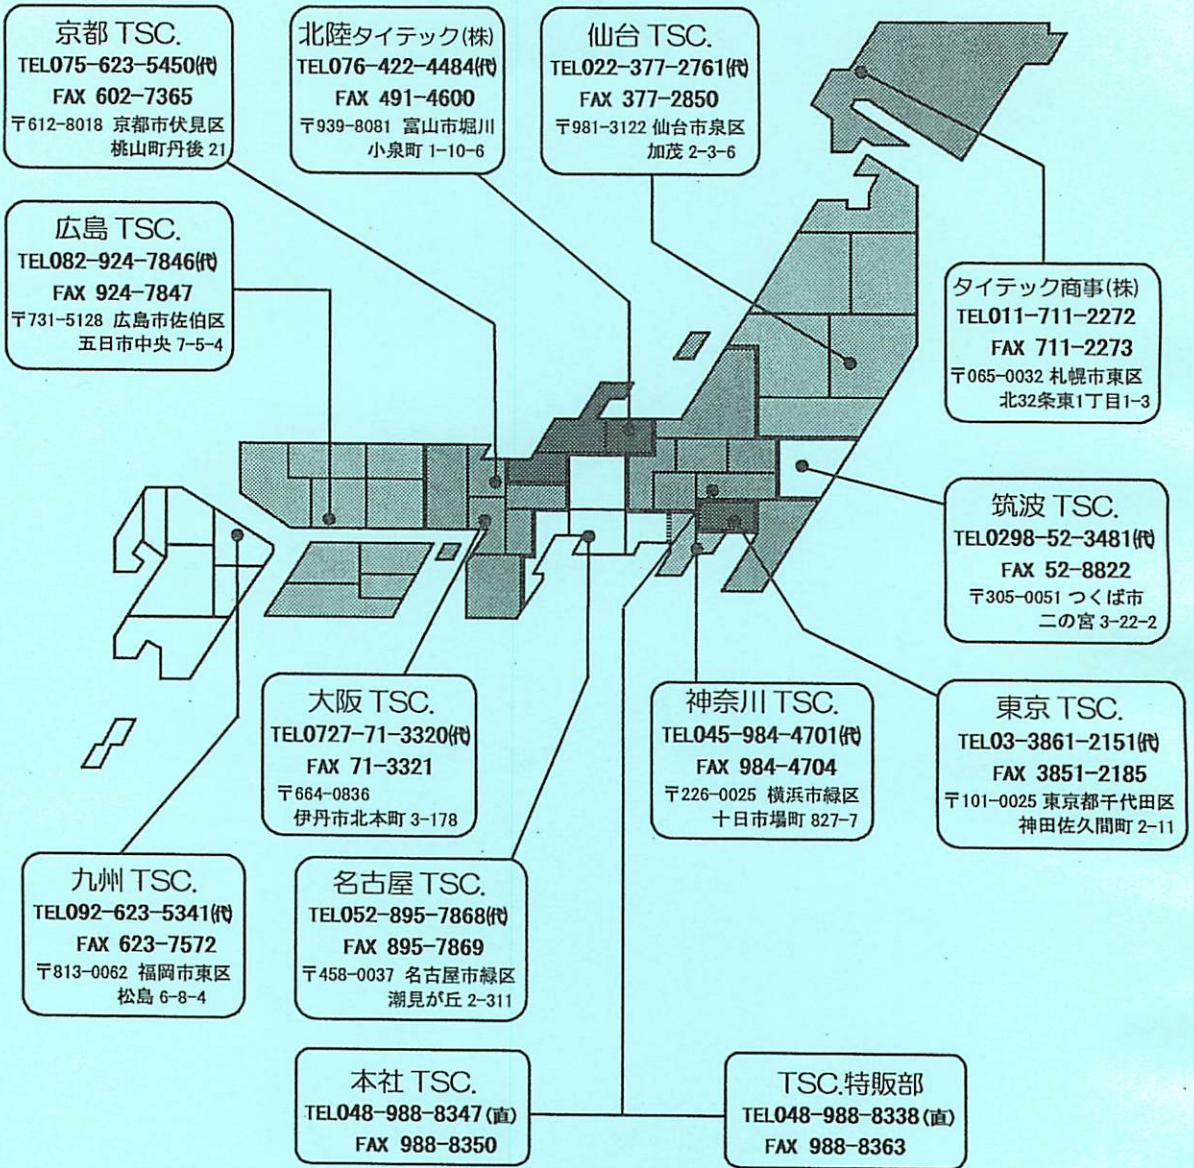 京都 TSC.
TEL075-623-5450(代)
FAX 602-7365
〒612-8018 京都市伏見区
桃山町丹後 21
北陸タイテック(株)
TEL076-422-4484(代)
FAX 491-4600
〒939-8081 富山市堀川
小泉町 1-10-6
仙台 TSC.
TEL022-377-2761(代)
FAX 377-2850
〒981-3122 仙台市泉区
加茂 2-3-6
広島 TSC.
TEL082-924-7846(代)
FAX 924-7847
〒731-5128 広島市佐伯区
五日市中央 7-5-4
タイテック商事(株)
TEL011-711-2272
FAX 711-2273
〒065-0032 札幌市東区
北32条東1丁目1-3
筑波 TSC.
TEL0298-52-3481(代)
FAX 52-8822
〒305-0051 つくば市
二の宮 3-22-2
大阪 TSC.
TEL0727-71-3320(代)
FAX 71-3321
〒664-0836
伊丹市北本町 3-178
神奈川 TSC.
TEL045-984-4701(代)
FAX 984-4704
〒226-0025 横浜市緑区
十日市場町 827-7
東京 TSC.
TEL03-3861-2151(代)
FAX 3851-2185
〒101-0025 東京都千代田区
神田佐久間町 2-11
九州 TSC.
TEL092-623-5341(代)
FAX 623-7572
〒813-0062 福岡市東区
松島 6-8-4
名古屋 TSC.
TEL052-895-7868(代)
FAX 895-7869
〒458-0037 名古屋市緑区
潮見が丘 2-311
本社 TSC.
TEL048-988-8347(直)
FAX 988-8350
TSC.特販部
TEL048-988-8338(直)
FAX 988-8363